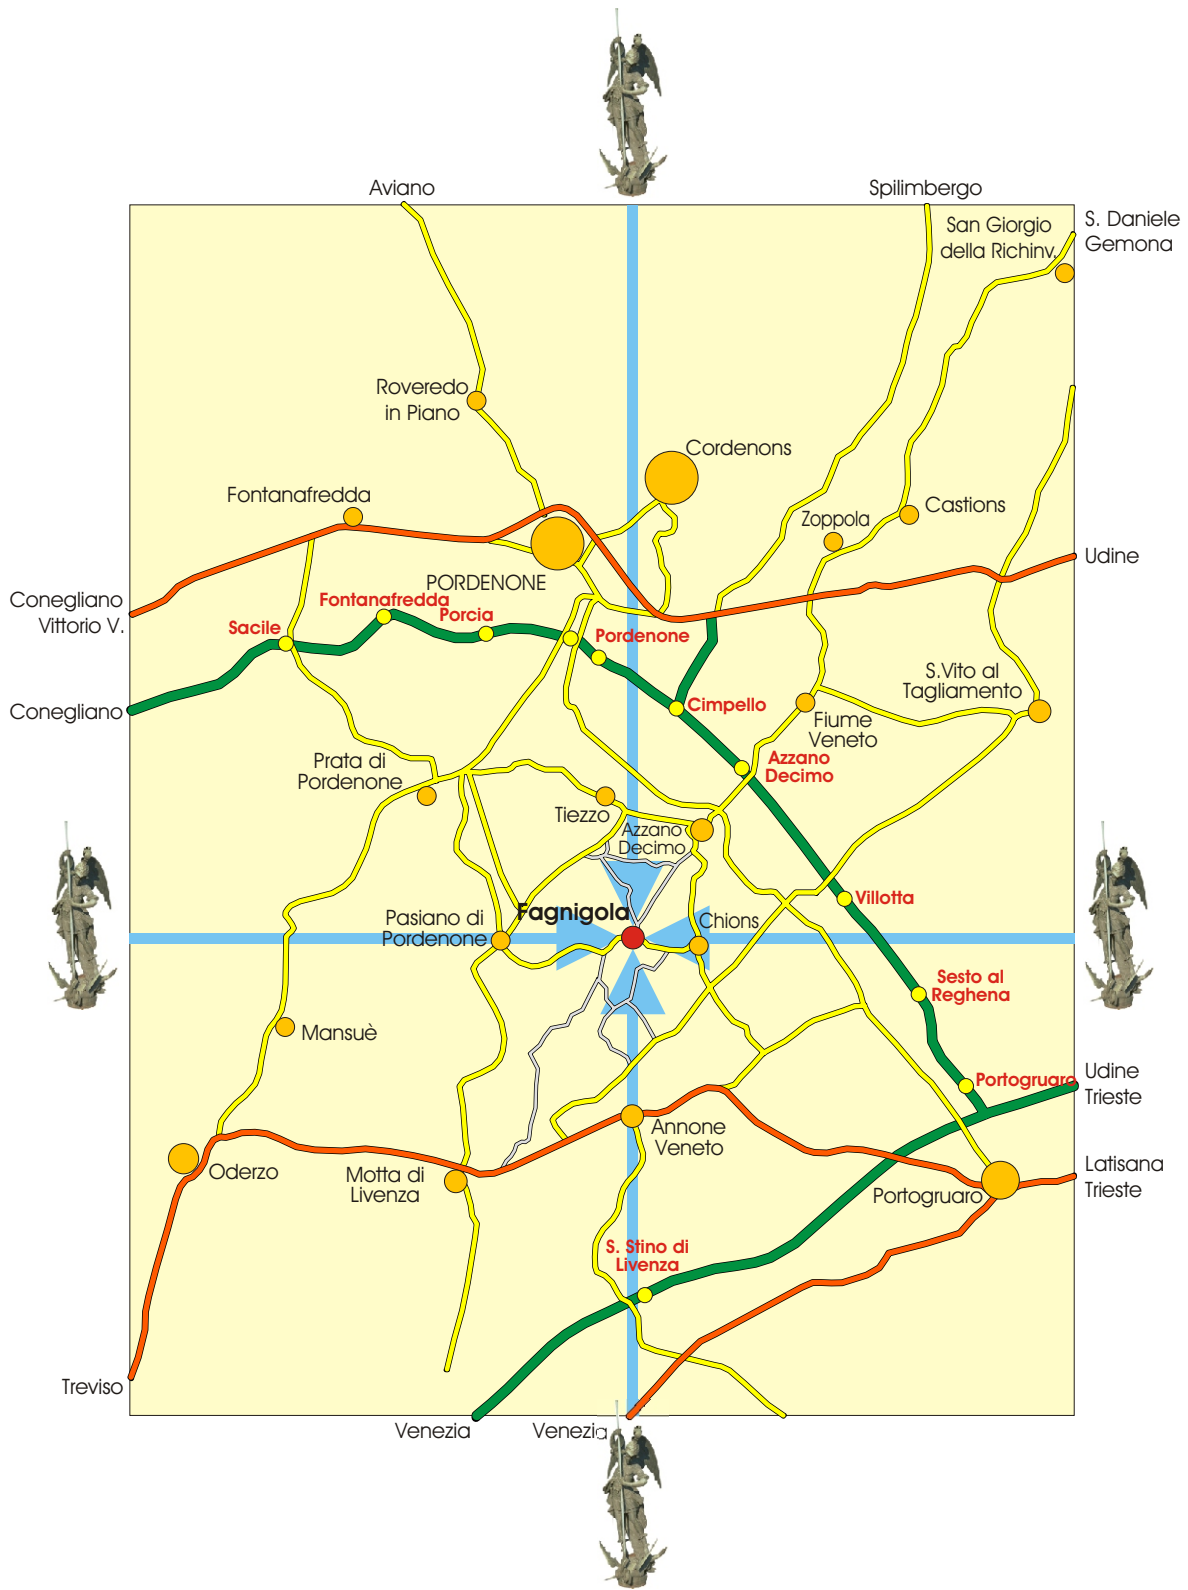 Aviano
Spilimbergo
San Giorgio
della Richinv.
S. Daniele
Gemona
Roveredo
in Piano
Cordenons
Fontanafredda
Castions
Zoppola
Udine
PORDENONE
Conegliano
Vittorio V.
Fontanafredda
Porcia
Sacile
Pordenone
S.Vito al
Tagliamento
Conegliano
Cimpello
Fiume
Veneto
Prata di
Pordenone
Azzano
Decimo
Tiezzo
Azzano
Decimo
Villotta
Fagnigola
Pasiano di
Pordenone
Chions
Sesto al
Reghena
Mansuè
Portogruaro
Udine
Trieste
Annone
Veneto
Oderzo
Motta di
Livenza
Portogruaro
Latisana
Trieste
S. Stino di
Livenza
Treviso
Venezia
Venezia